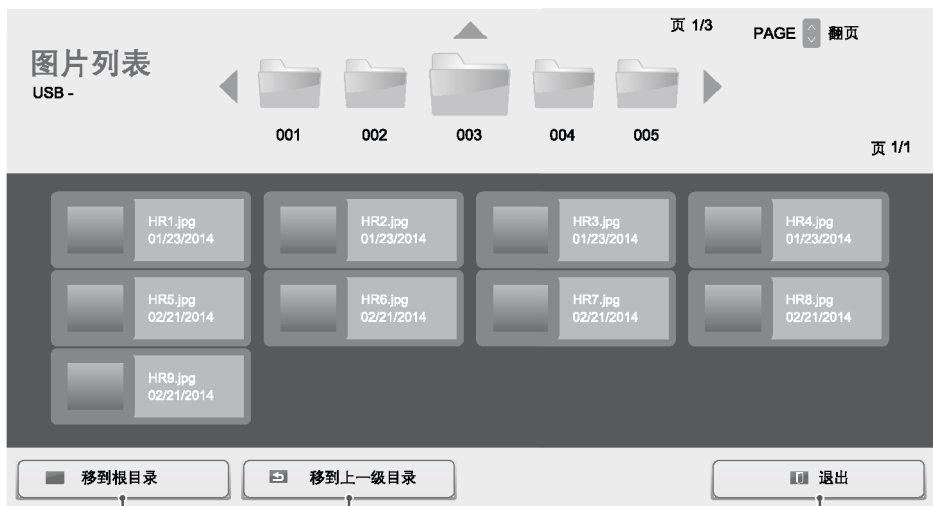 页 1/3
PAGE 翻页
图片列表
USB -
001 002 003 004 005
页 1/1
HR1.jpg
01/23/2014
HR2.jpg
01/23/2014
HR3.jpg
01/23/2014
HR4.jpg
01/23/2014
HR5.jpg
02/21/2014
HR6.jpg
02/21/2014
HR7.jpg
02/21/2014
HR8.jpg
02/21/2014
HR9.jpg
02/21/2014
移到根目录
移到上一级目录
退出